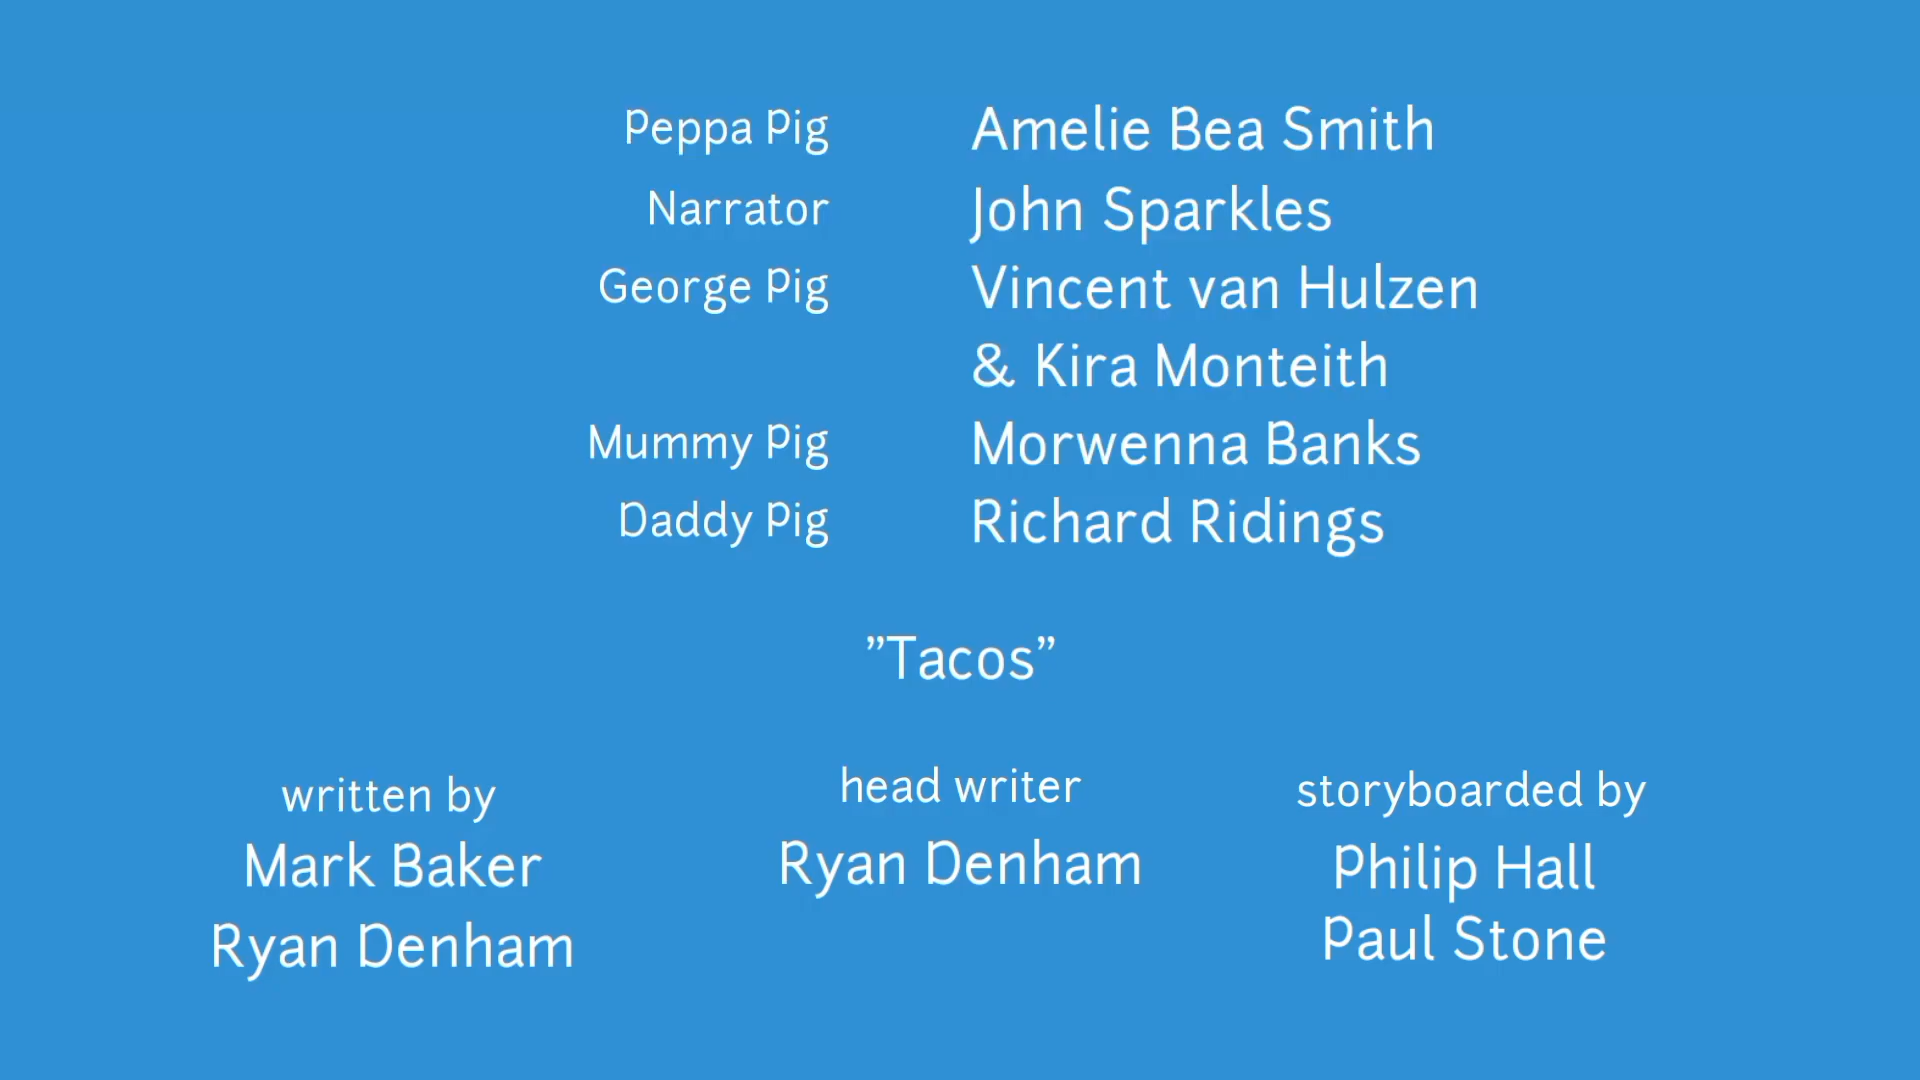 Peppa Pig Amelie Bea Smith
Narrator John Sparkles
George Pig Vincent van Hulzen
& Kira Monteith
Mummy Pig Morwenna Banks
Daddy Pig Richard Ridings
”Tacos”
written by
Mark Baker
Ryan Denham
head writer
Ryan Denham
storyboarded by
Philip Hall
Paul Stone